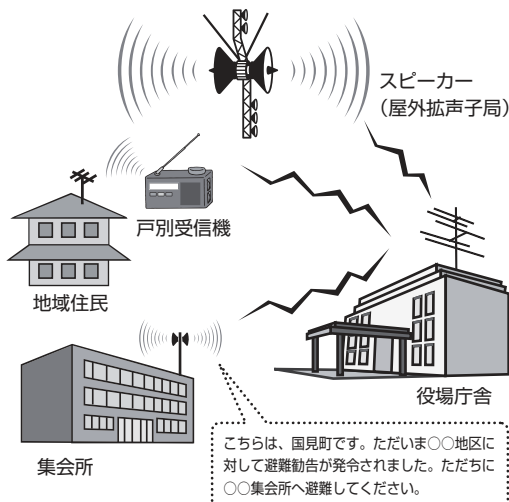 スピーカー
（屋外拡声子局）
戸別受信機
地域住民
役場庁舎
集会所
こちらは、国見町です。ただいま○○地区に
対して避難勧告が発令されました。ただちに
○○集会所へ避難してください。